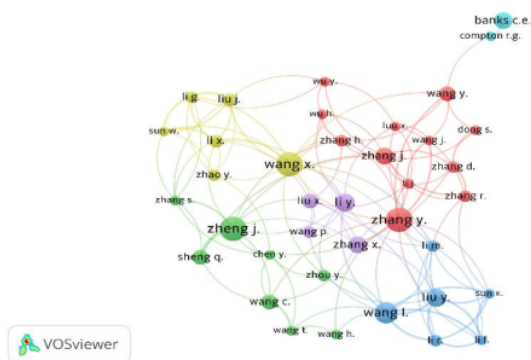 banks c.e.
compton r.g.
wu y.
wang y.
li g.
liu j.
wu h.
luo x.
dong s.
sun w.
li x.
zhang h.
wang j.
zheng j.
wang x.
zhang d.
zhao y.
li j.
zhang r.
zhang s.
liu x.
li y.
zhang y.
zheng j.
wang p.
zhang x.
li m.
chen y.
sheng q.
zhou y.
sun x.
liu y.
wang c.
wang l.
wang t.
wang h.
li c.
li f.
VOSviewer